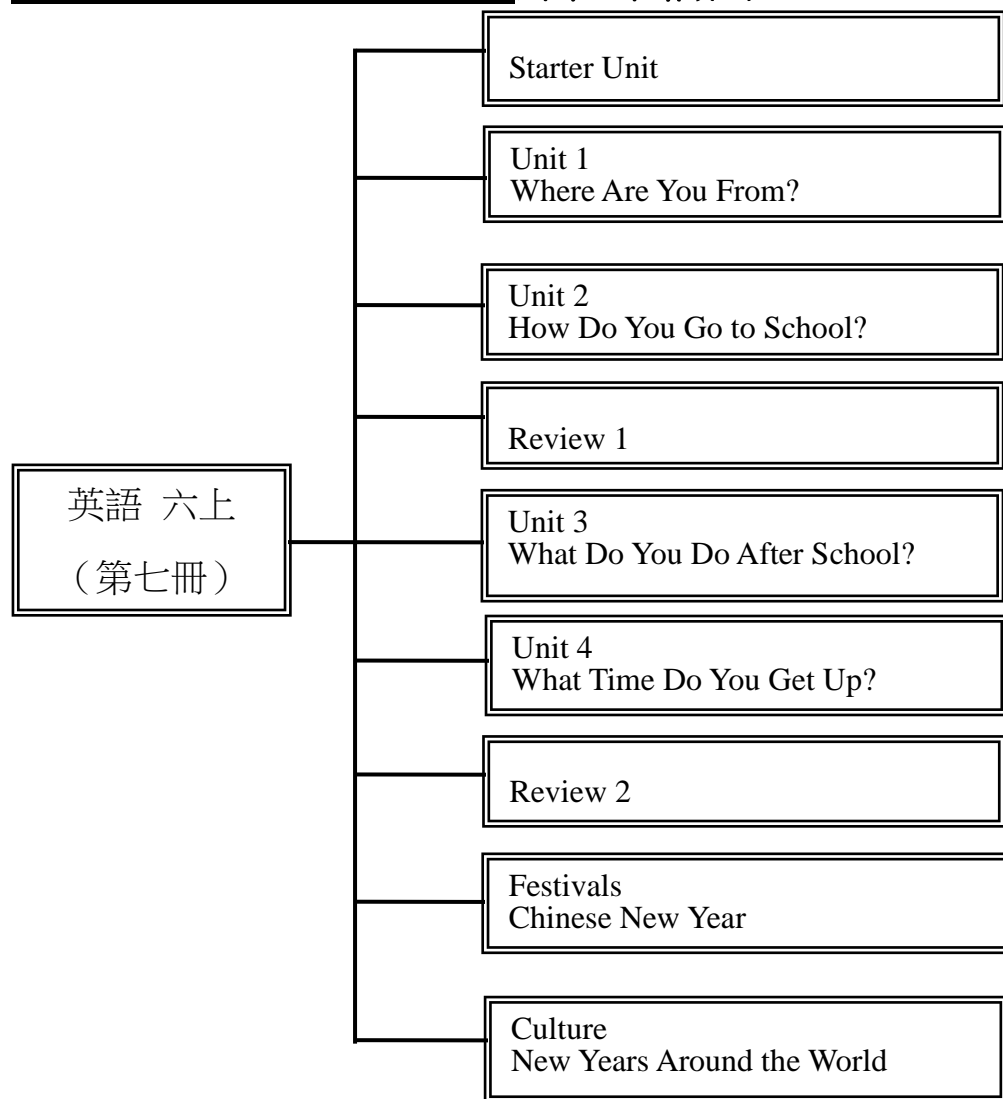 Starter Unit
Unit 1
Where Are You From?
Unit 2
How Do You Go to School?
Review 1
英語 六上
（第七冊）
Unit 3
What Do You Do After School?
Unit 4
What Time Do You Get Up?
Review 2
Festivals
Chinese New Year
Culture
New Years Around the World